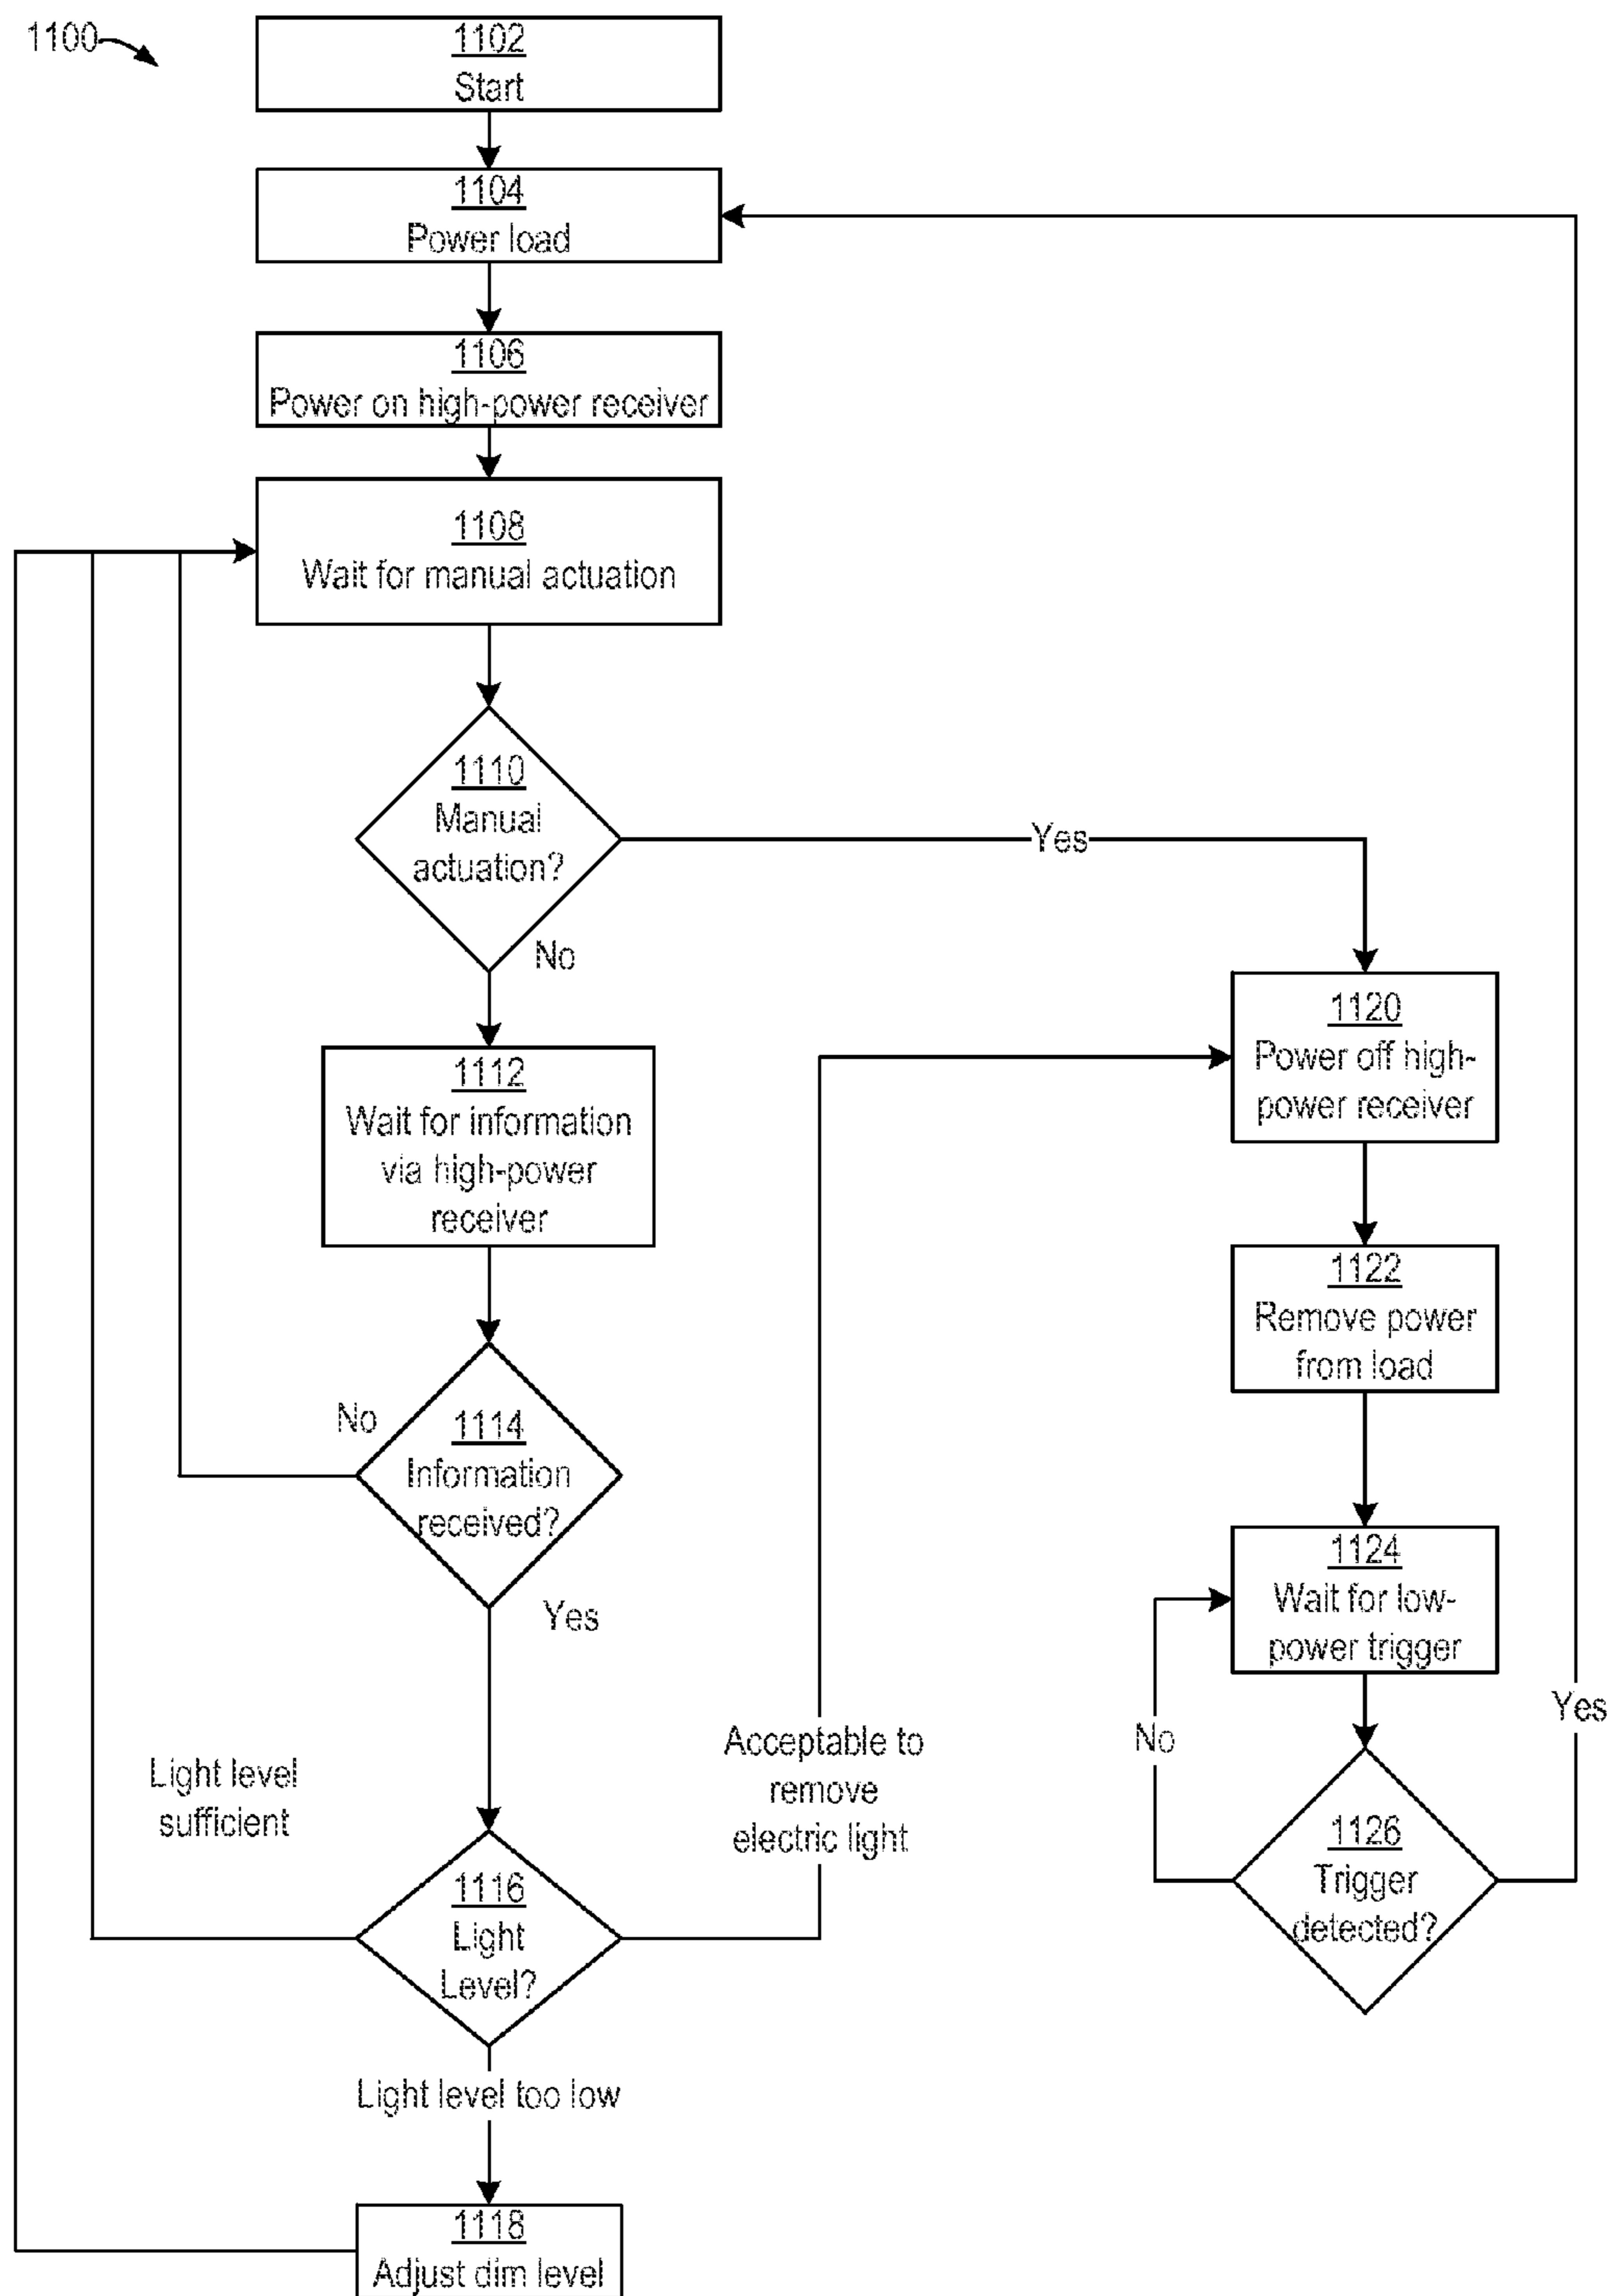 1100
1102
Start
1104
Power load
1106
Power on high-power receiver
1108
Wait for manual actuation
1110
Manual
actuation?
Yes
No
1112
Wait for information
via high-power
receiver
1114
Information
received?
No
Yes
1116
Light
Level?
Light level
sufficient
Acceptable to
remove
electric light
Light level too low
1118
Adjust dim level
1120
Power off high-
power receiver
1122
Remove power
from load
1124
Wait for low-
power trigger
1126
Trigger
detected?
No
Yes